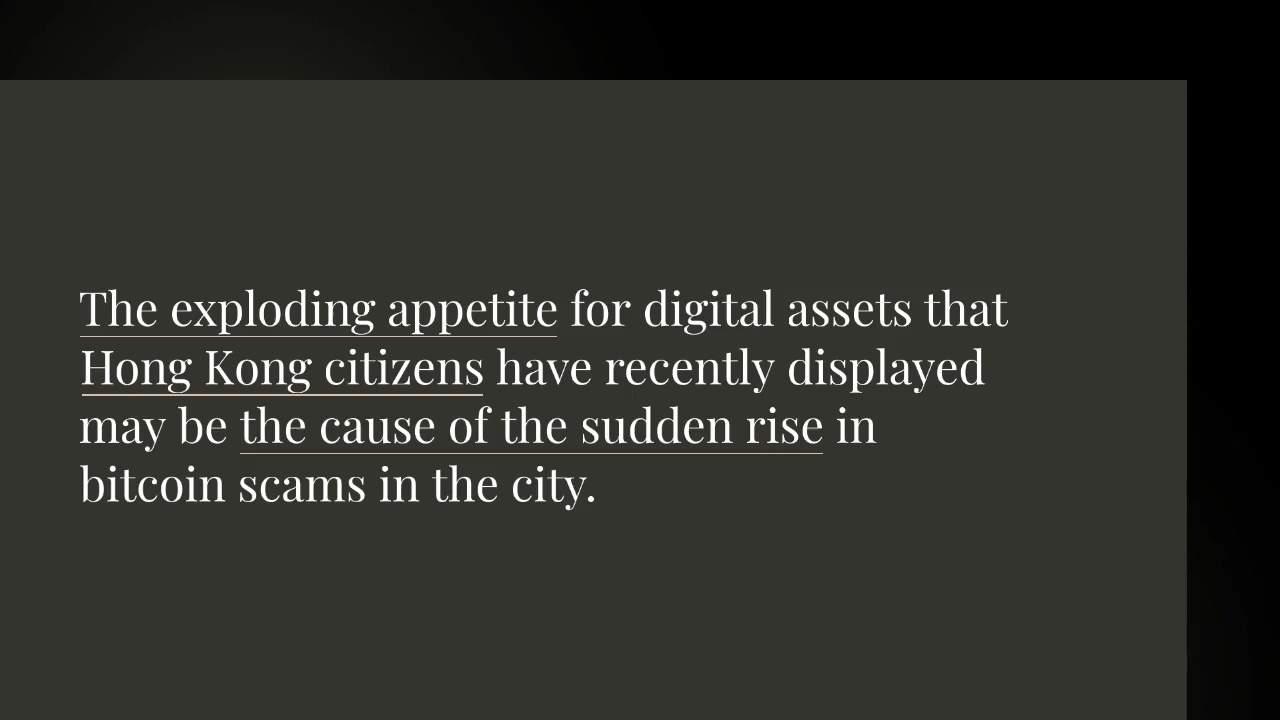 The exploding appetite for digital assets that
Hong Kong citizens have recently displayed
may be the cause of the sudden rise in
bitcoin scams in the city.